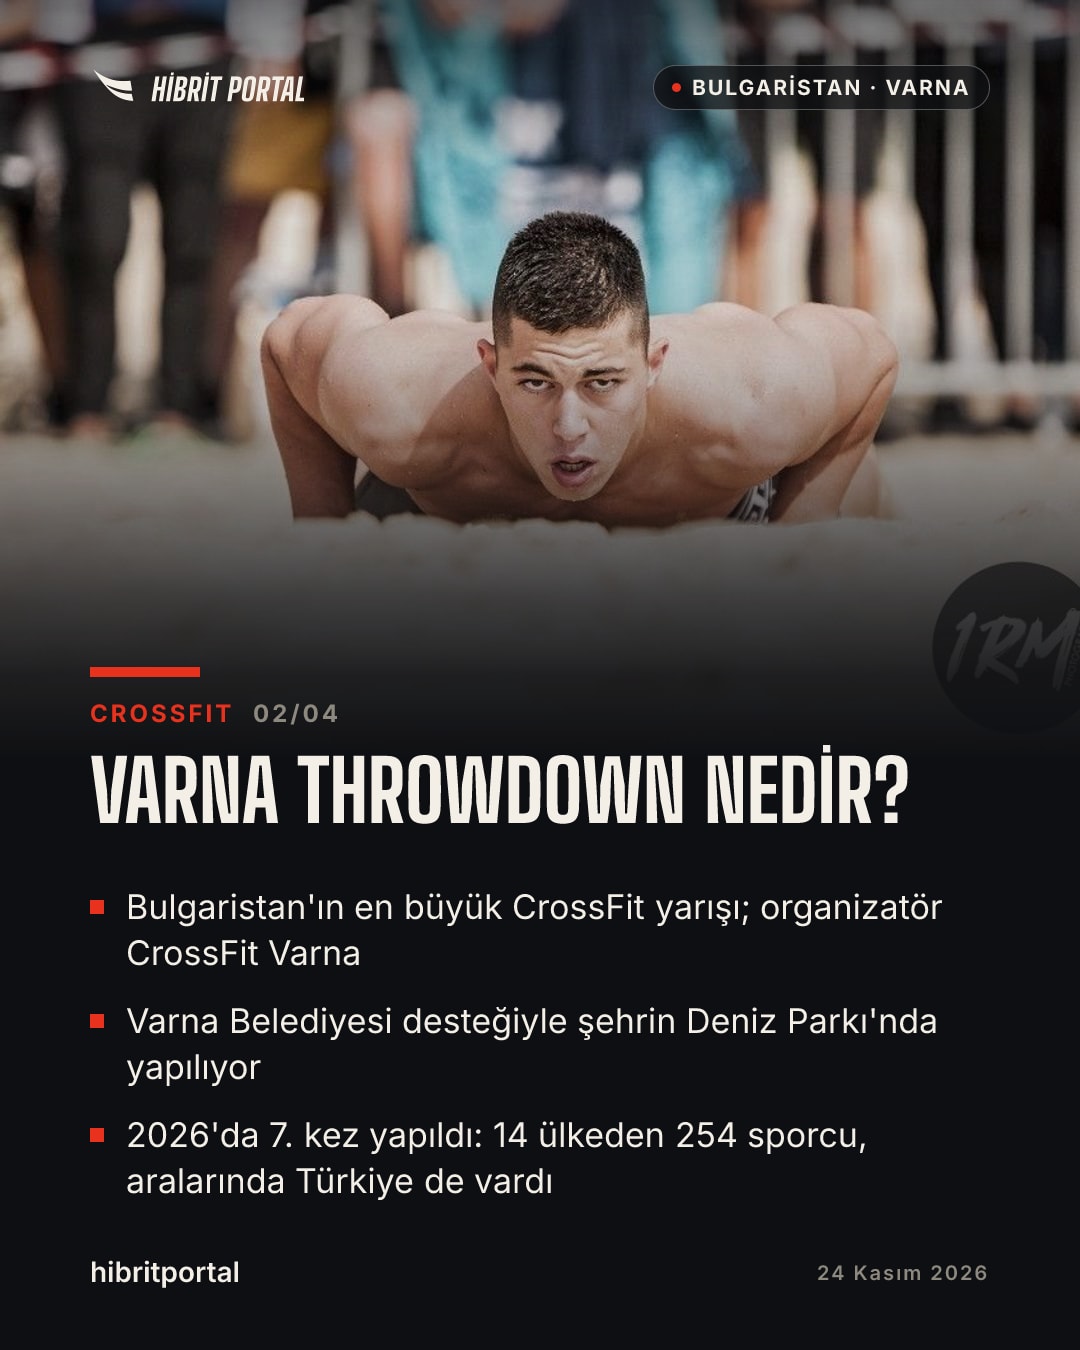 HİBRİT PORTAL
BULGARİSTAN · VARNA
1RM
CROSSFIT 02/04
VARNA THROWDOWN NEDİR?
Bulgaristan'ın en büyük CrossFit yarışı; organizatör
CrossFit Varna
Varna Belediyesi desteğiyle şehrin Deniz Parkı'nda
yapılıyor
2026'da 7. kez yapıldı: 14 ülkeden 254 sporcu,
aralarında Türkiye de vardı
hibritportal
24 Kasım 2026